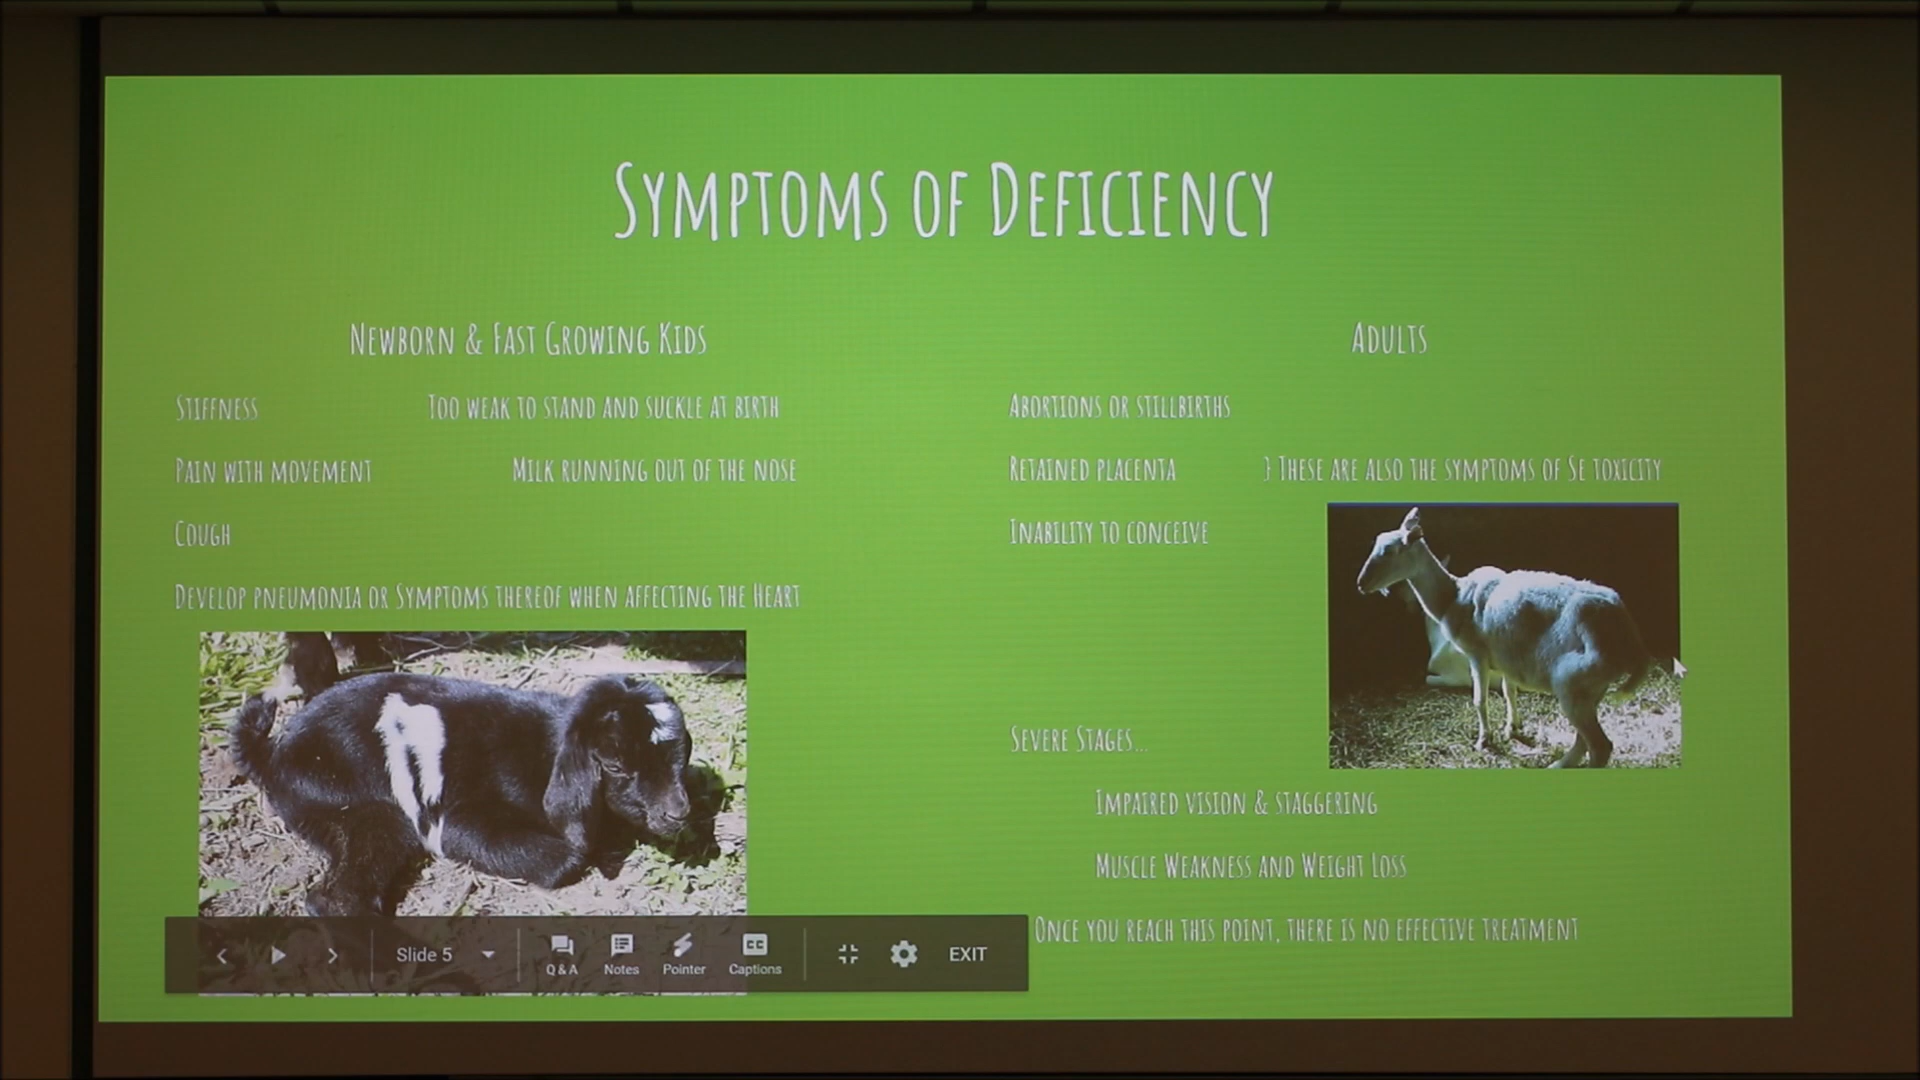 Symptoms of Deficiency
Newborn & Fast Growing Kids
Stiffness Too weak to stand and suckle at birth
Pain with movement Milk running out of the nose
Cough
Develop pneumonia or Symptoms thereof when affecting the Heart
Adults
Abortions or stillbirths
Retained placenta } These are also the symptoms of Se toxicity
Inability to conceive
Severe Stages...
Impaired vision & staggering
Muscle Weakness and Weight Loss
Once you reach this point, there is no effective treatment
Slide 5 Q&A Notes Pointer CC Captions EXIT